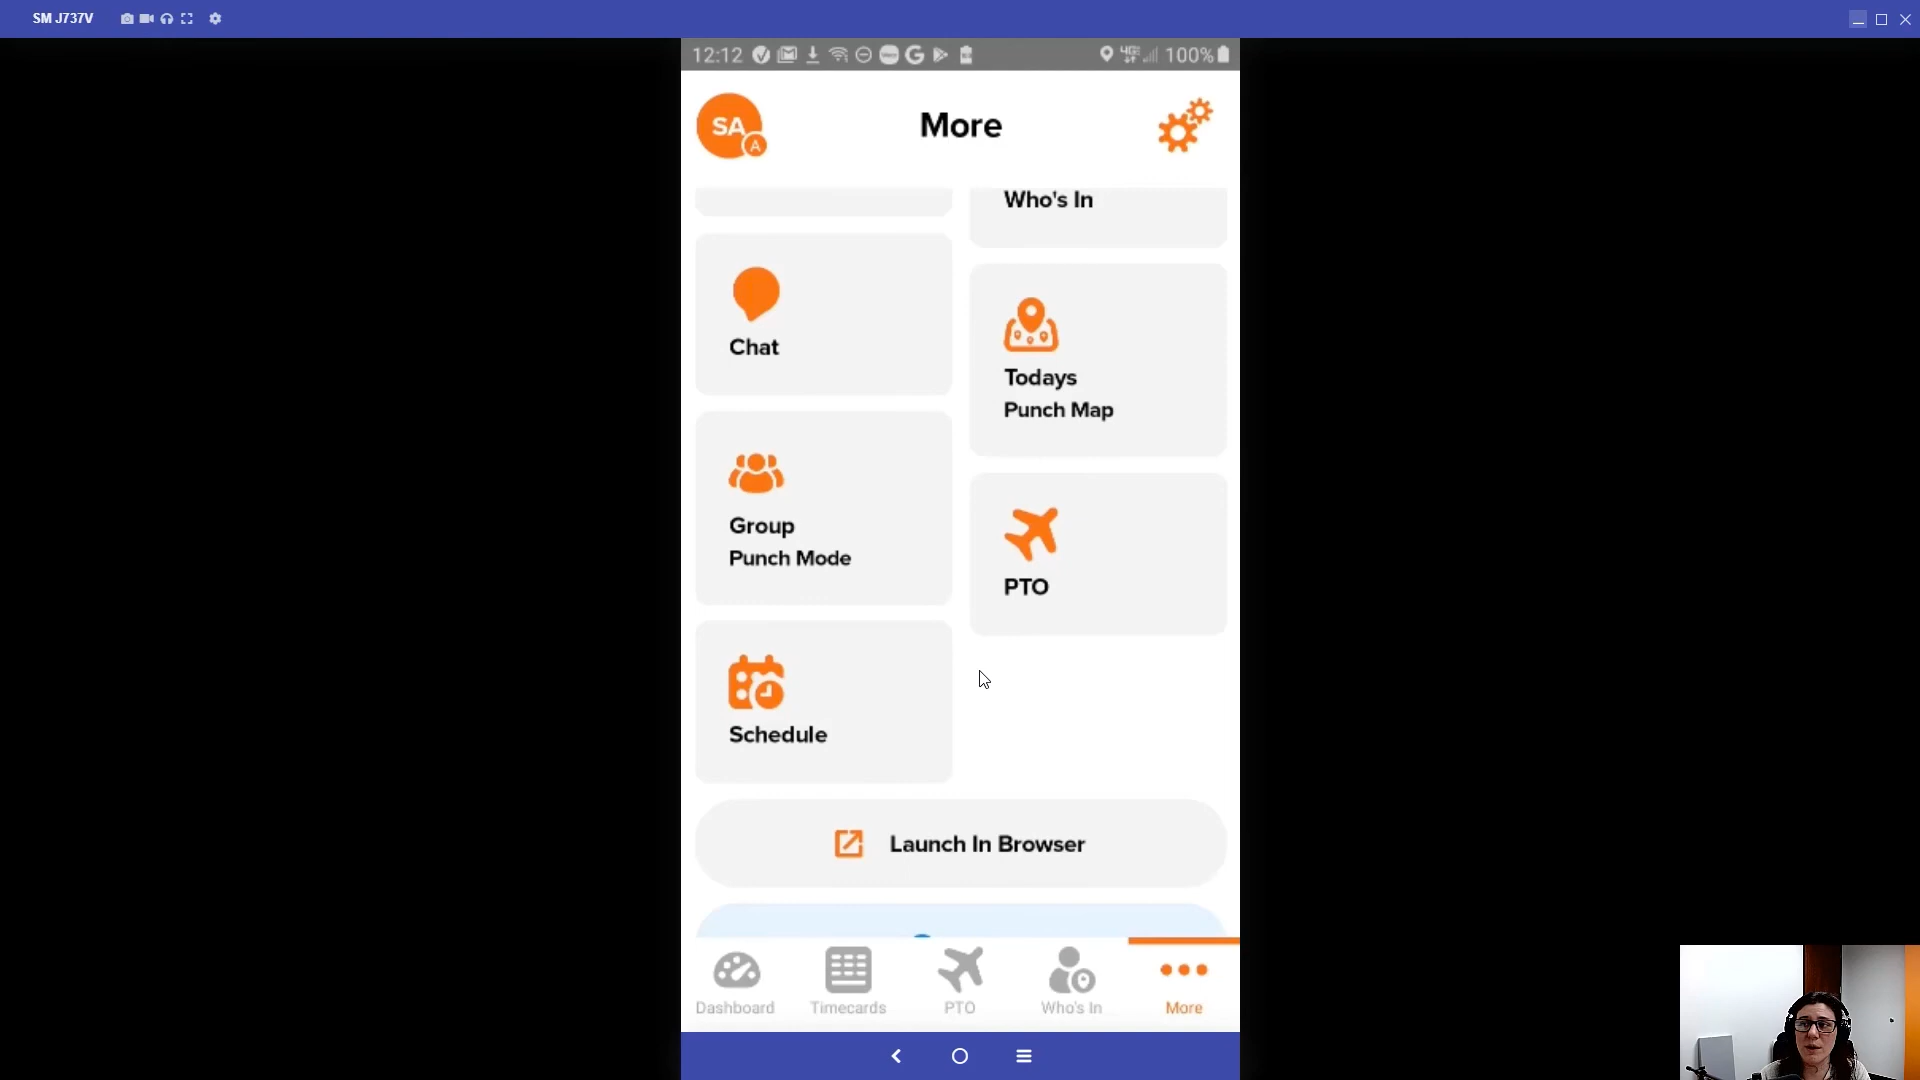 SM J737V
12:12
4G
100%
SA
A
More
Who's In
Chat
Todays
Punch Map
Group
Punch Mode
PTO
Schedule
Launch In Browser
Dashboard
Timecards
PTO
Who's In
More